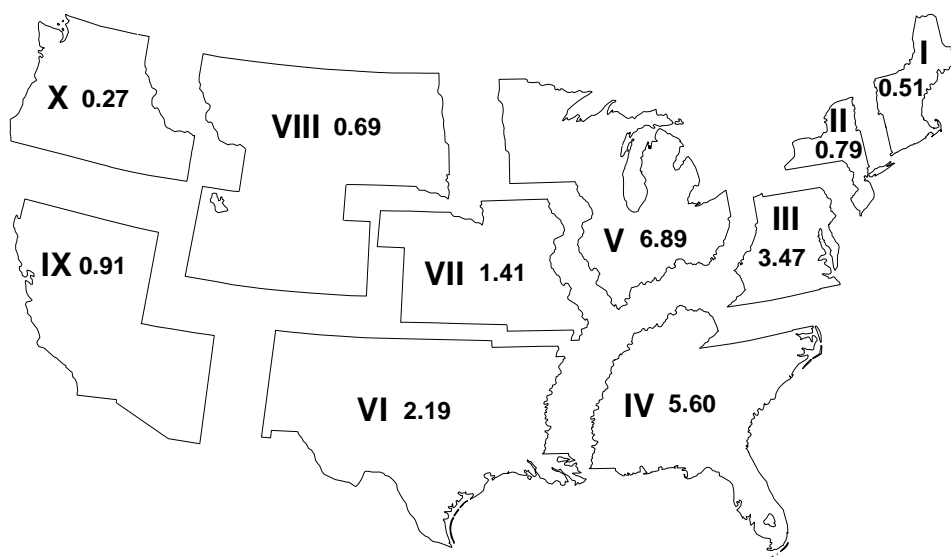 I
0.51
X 0.27
VIII 0.69
II
0.79
III
3.47
V 6.89
IX 0.91
VII 1.41
VI 2.19
IV 5.60